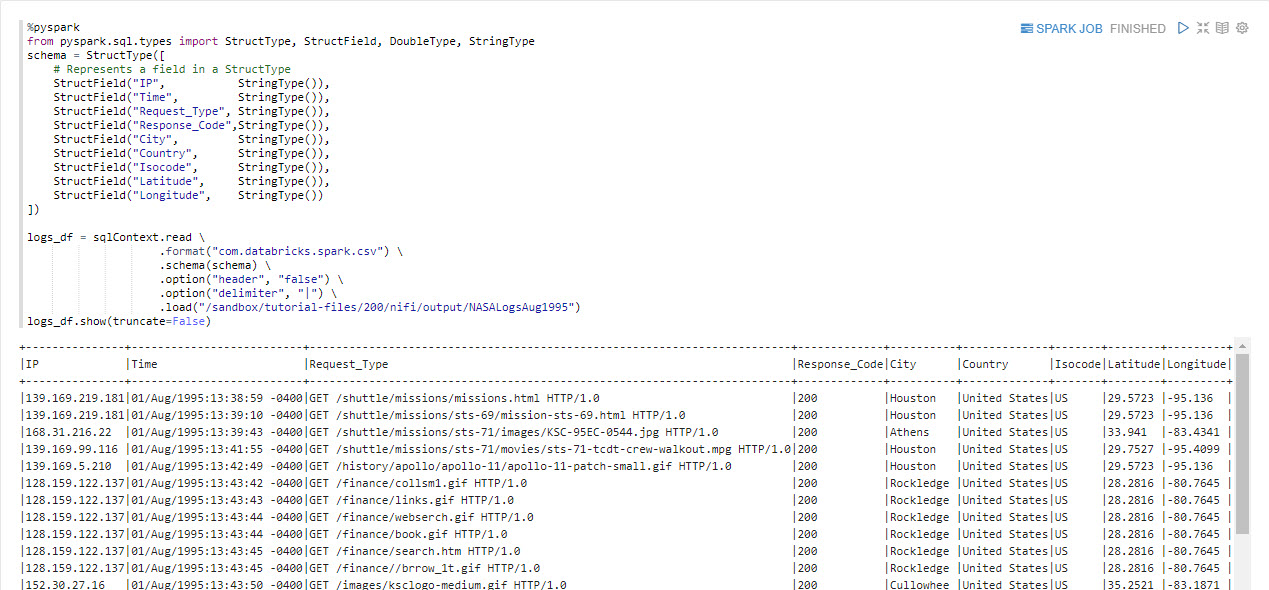 %pyspark
SPARK JOB FINISHED
from pyspark.sql.types import StructType, StructField, DoubleType, StringType
schema = StructType([
    # Represents a field in a StructType
    StructField("IP",           StringType()),
    StructField("Time",         StringType()),
    StructField("Request_Type", StringType()),
    StructField("Response_Code",StringType()),
    StructField("City",         StringType()),
    StructField("Country",      StringType()),
    StructField("Isocode",      StringType()),
    StructField("Latitude",     StringType()),
    StructField("Longitude",    StringType())
])
logs_df = sqlContext.read \
                    .format("com.databricks.spark.csv") \
                    .schema(schema) \
                    .option("header", "false") \
                    .option("delimiter", "|") \
                    .load("/sandbox/tutorial-files/200/nifi/output/NASALogsAug1995")
logs_df.show(truncate=False)
+---------------+--------------------------+-------------------------------------------------------------------------+-------------+---------+-------------+-------+--------+---------+
|IP             |Time                      |Request_Type                                                             |Response_Code|City     |Country      |Isocode|Latitude|Longitude|
+---------------+--------------------------+-------------------------------------------------------------------------+-------------+---------+-------------+-------+--------+---------+
|139.169.219.181|01/Aug/1995:13:38:59 -0400|GET /shuttle/missions/missions.html HTTP/1.0                             |200          |Houston  |United States|US     |29.5723 |-95.136  |
|139.169.219.181|01/Aug/1995:13:39:10 -0400|GET /shuttle/missions/sts-69/mission-sts-69.html HTTP/1.0                |200          |Houston  |United States|US     |29.5723 |-95.136  |
|168.31.216.22  |01/Aug/1995:13:39:43 -0400|GET /shuttle/missions/sts-71/images/KSC-95EC-0544.jpg HTTP/1.0           |200          |Athens   |United States|US     |33.941  |-83.4341 |
|139.169.99.116 |01/Aug/1995:13:41:55 -0400|GET /shuttle/missions/sts-71/movies/sts-71-tcdt-crew-walkout.mpg HTTP/1.0|200          |Houston  |United States|US     |29.7527 |-95.4099 |
|139.169.5.210  |01/Aug/1995:13:42:49 -0400|GET /history/apollo/apollo-11/apollo-11-patch-small.gif HTTP/1.0         |200          |Houston  |United States|US     |29.5723 |-95.136  |
|128.159.122.137|01/Aug/1995:13:43:42 -0400|GET /finance/collsm1.gif HTTP/1.0                                        |200          |Rockledge|United States|US     |28.2816 |-80.7645 |
|128.159.122.137|01/Aug/1995:13:43:43 -0400|GET /finance/links.gif HTTP/1.0                                          |200          |Rockledge|United States|US     |28.2816 |-80.7645 |
|128.159.122.137|01/Aug/1995:13:43:44 -0400|GET /finance/webserch.gif HTTP/1.0                                       |200          |Rockledge|United States|US     |28.2816 |-80.7645 |
|128.159.122.137|01/Aug/1995:13:43:44 -0400|GET /finance/book.gif HTTP/1.0                                           |200          |Rockledge|United States|US     |28.2816 |-80.7645 |
|128.159.122.137|01/Aug/1995:13:43:45 -0400|GET /finance/search.htm HTTP/1.0                                         |200          |Rockledge|United States|US     |28.2816 |-80.7645 |
|128.159.122.137|01/Aug/1995:13:43:45 -0400|GET /finance//brrow_1t.gif HTTP/1.0                                      |200          |Rockledge|United States|US     |28.2816 |-80.7645 |
|152.30.27.16   |01/Aug/1995:13:43:50 -0400|GET /images/ksclogo-medium.gif HTTP/1.0                                  |200          |Cullowhee|United States|US     |35.2521 |-83.1871 |